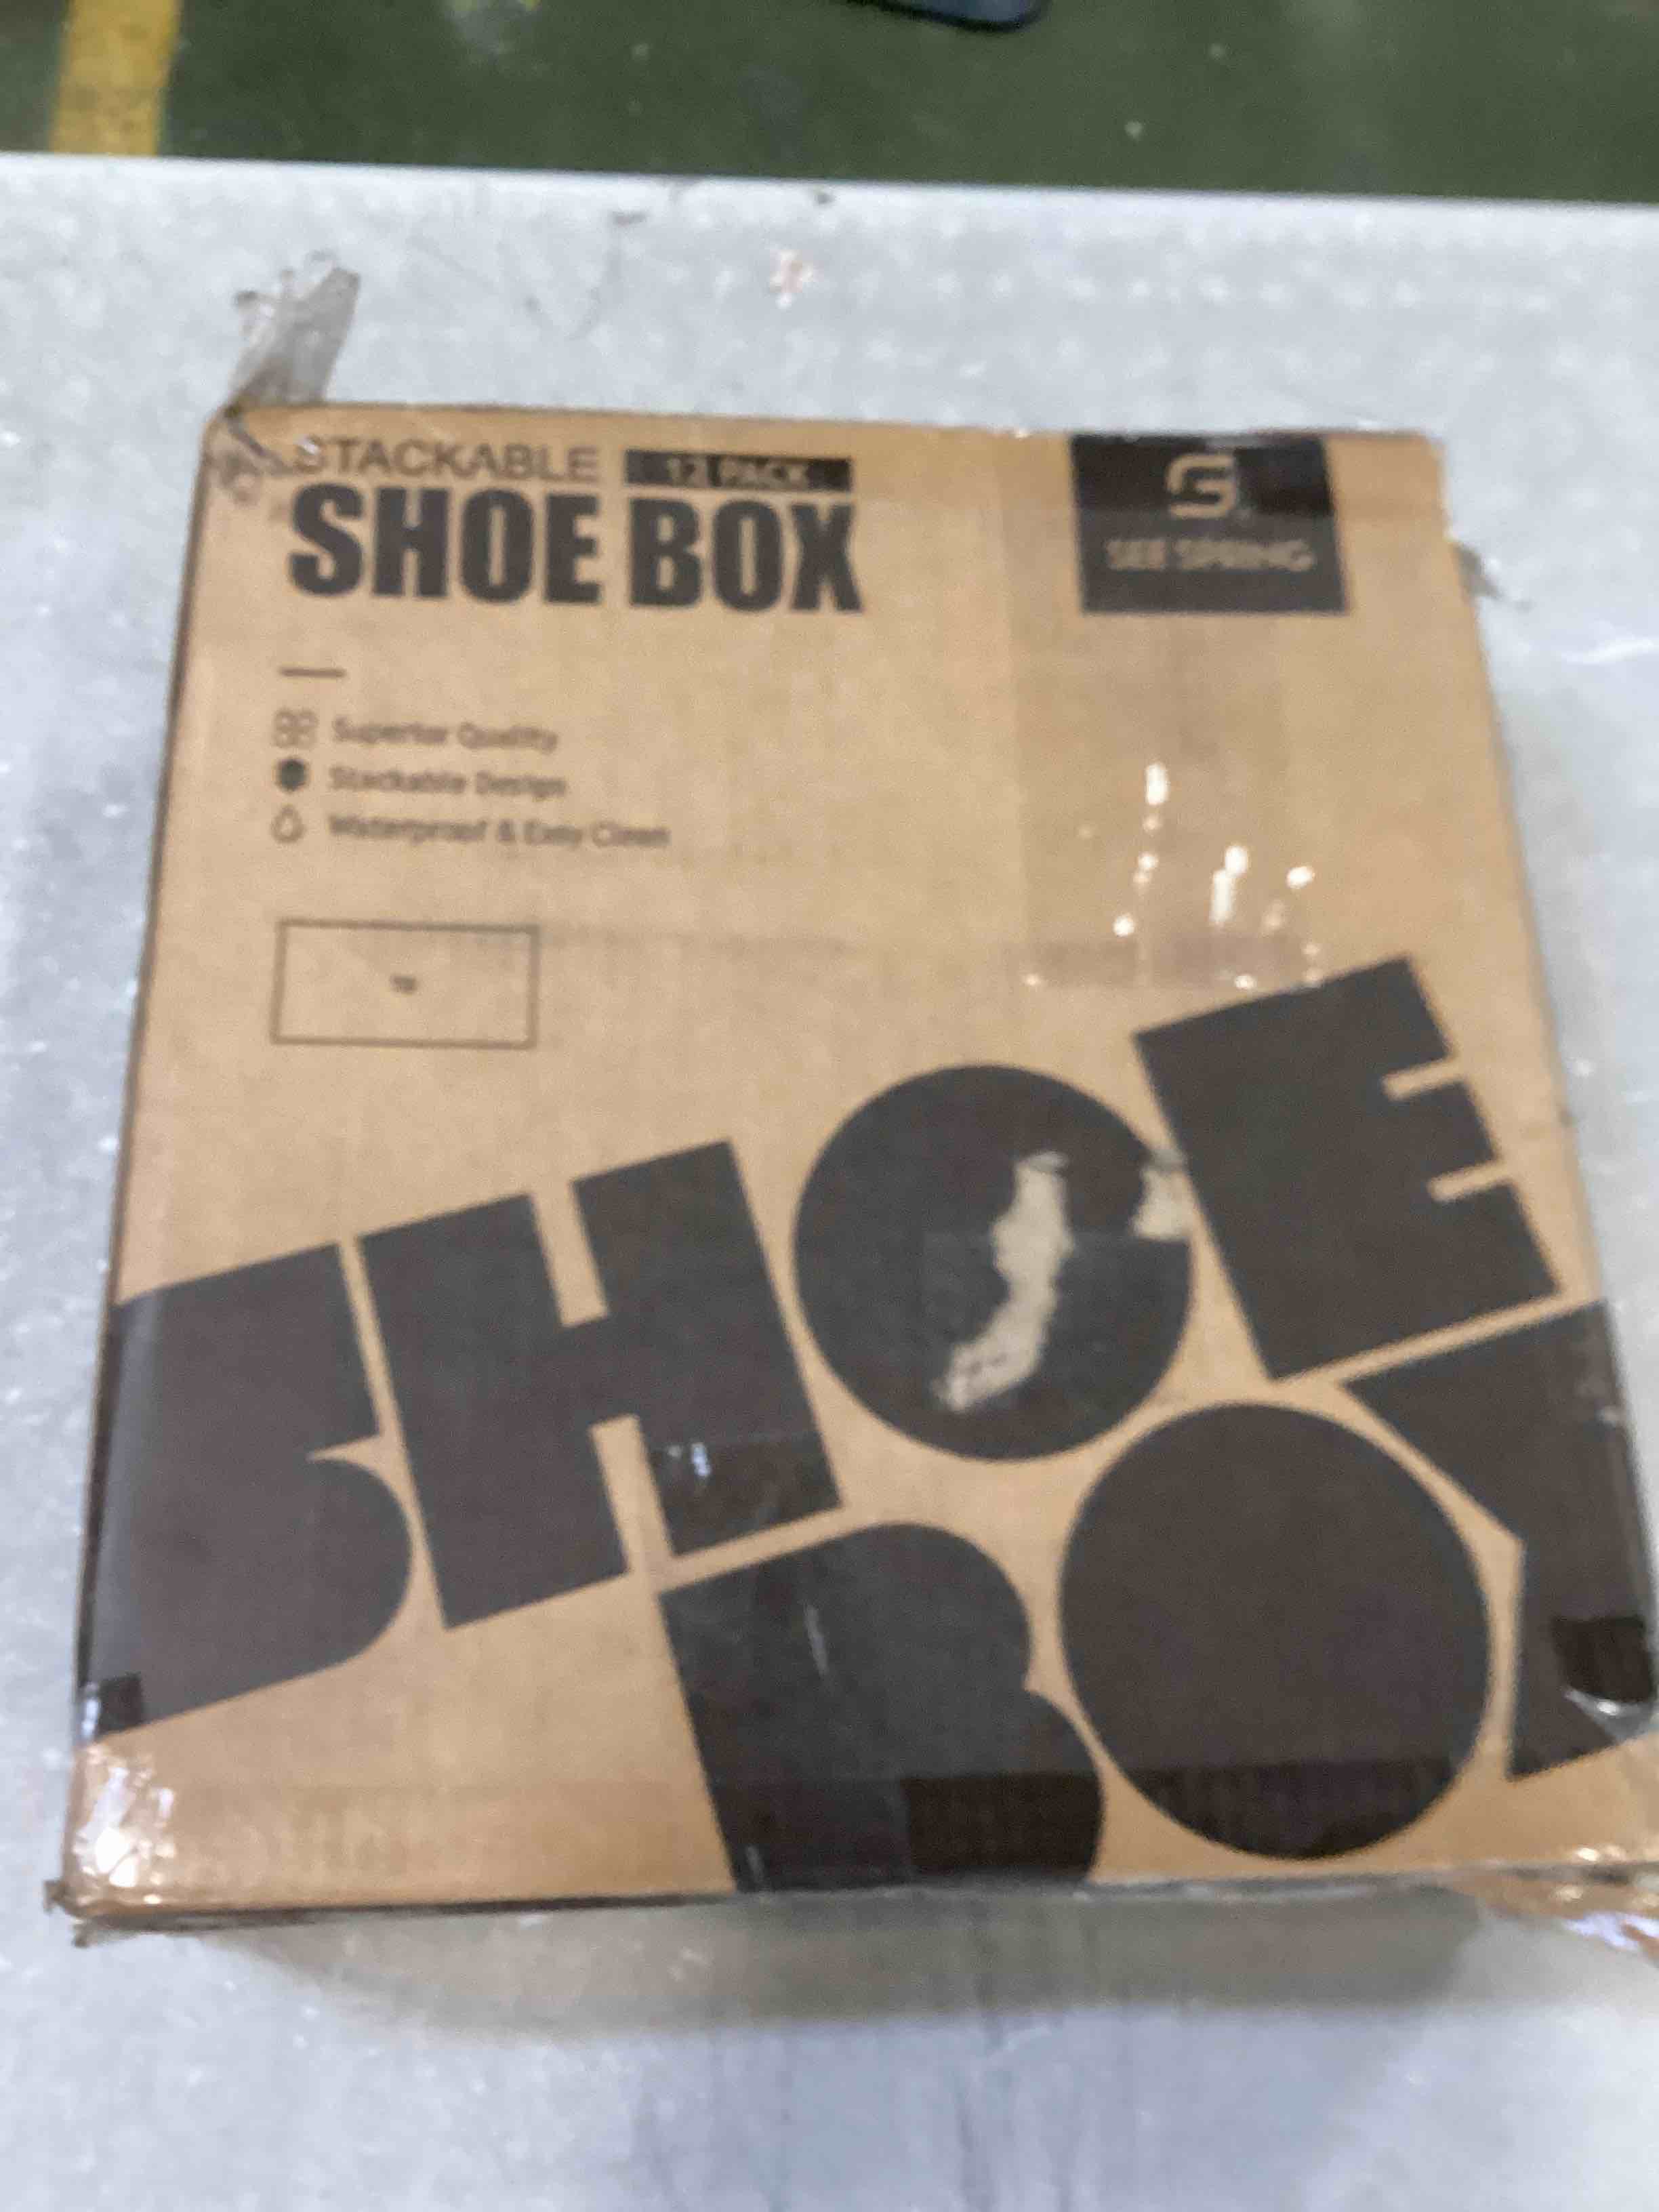 STACKABLE 12 PACK
SHOE BOX
SEE SPRING
Superior Quality
Stackable Design
Waterproof & Easy Clean
SHOE
BOX